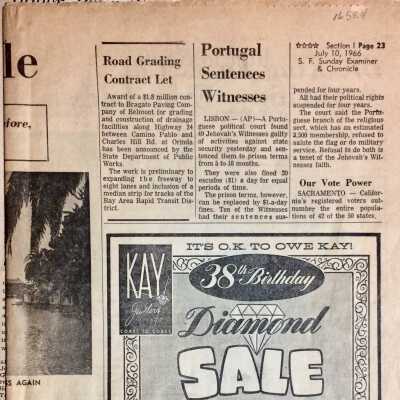 16584
le
fore,
SS AGAIN
Road Grading
Contract Let
Award of a $1.8 million con-
tract to Bragato Paving Com-
pany of Belmont for grading
and construction of drainage
facilities along Highway 24
between Camino Pablo and
Charles Hill Rd. at Orinda
has been announced by the
State Department of Public
Works.
The work is preliminary to
expanding the freeway to
eight lanes and inclusion of a
median strip for tracks of the
Bay Area Rapid Transit Dis-
trict.
Portugal
Sentences
Witnesses
LISBON — (AP)—A Portu-
guese political court found
49 Jehovah's Witnesses guilty
of activities against state
security yesterday and sen-
tenced them to prison terms
from 2 to 18 months.
They were also fined 30
escudos ($1) a day for equal
periods of time.
The prison terms, however,
can be replaced by $1-a-day
fines. Ten of the Witnesses
had their sentences sus-
☆☆☆☆ Section I Page 23
July 10, 1966
S. F. Sunday Examiner
& Chronicle
pended for four years.
All had their political rights
suspended for four years.
The court said the Portu-
guese branch of the religious
sect, which has an estimated
membership, refused to
salute the flag or do military
service. Refusal to do both is
a tenet of the Jehovah's Wit-
nesses faith.
Our Vote Power
SACRAMENTO — Califor-
nia's registered voters out-
number the entire popula-
tions of 42 of the 50 states.
IT'S O.K. TO OWE KAY!
KAY
Jewelers
COAST TO COAST
38th Birthday
Diamond
SALE